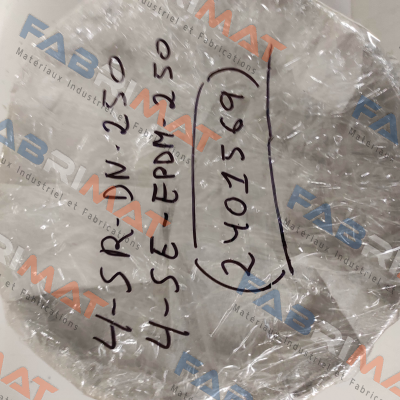 4-SR-DN-250
4-SE-EPDM-250
(2401569)
FABRIMAT
Materiaux Industriel et Fabrications